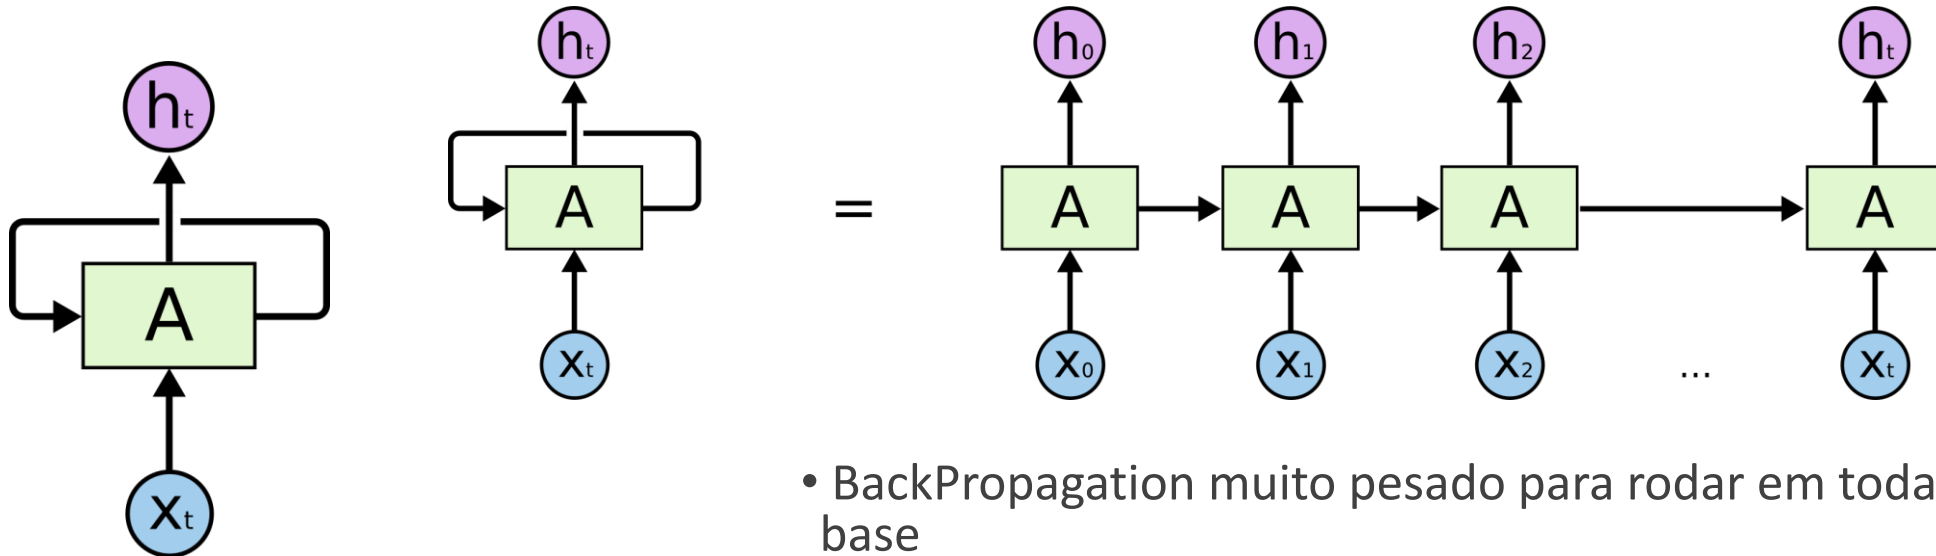 hₜ
A
xₜ
hₜ
A
xₜ
=
h₀ h₁ h₂ hₜ
A A A A
x₀ x₁ x₂ ... xₜ
• BackPropagation muito pesado para rodar em toda
base